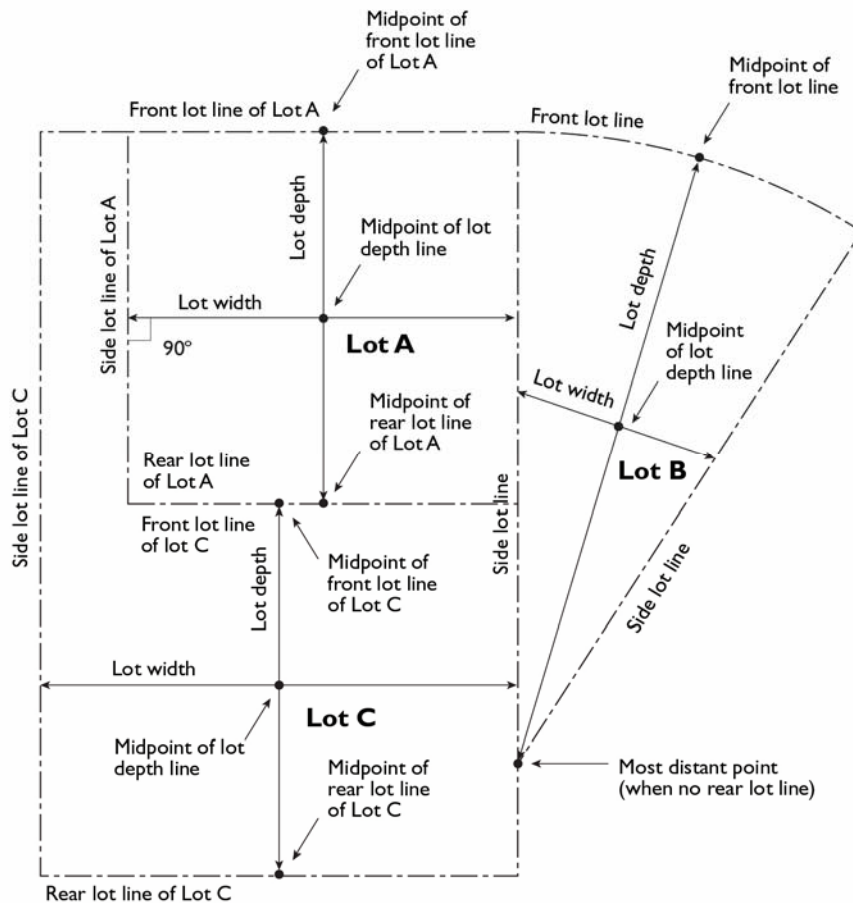 Midpoint of
front lot line
of Lot A
Midpoint of
front lot line
Front lot line of Lot A
Front lot line
Side lot line of Lot A
Lot depth
Midpoint of lot
depth line
Lot width
90°
Lot A
Lot depth
Midpoint
of lot
depth line
Lot width
Lot B
Side lot line of Lot C
Midpoint of
rear lot line
of Lot A
Rear lot line
of Lot A
Front lot line
of lot C
Side lot line
Lot depth
Midpoint of
front lot line
of Lot C
Side lot line
Lot width
Lot C
Midpoint of lot
depth line
Midpoint of
rear lot line
of Lot C
Most distant point
(when no rear lot line)
Rear lot line of Lot C